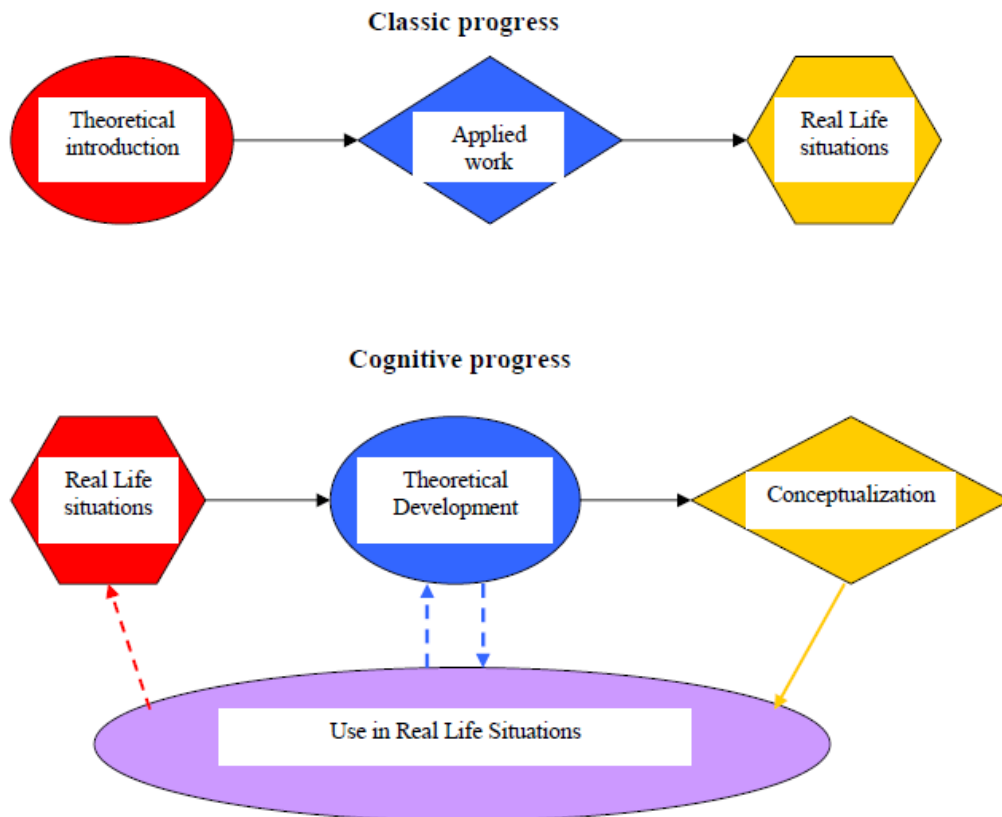 Classic progress
Theoretical
introduction
Applied
work
Real Life
situations
Cognitive progress
Real Life
situations
Theoretical
Development
Conceptualization
Use in Real Life Situations